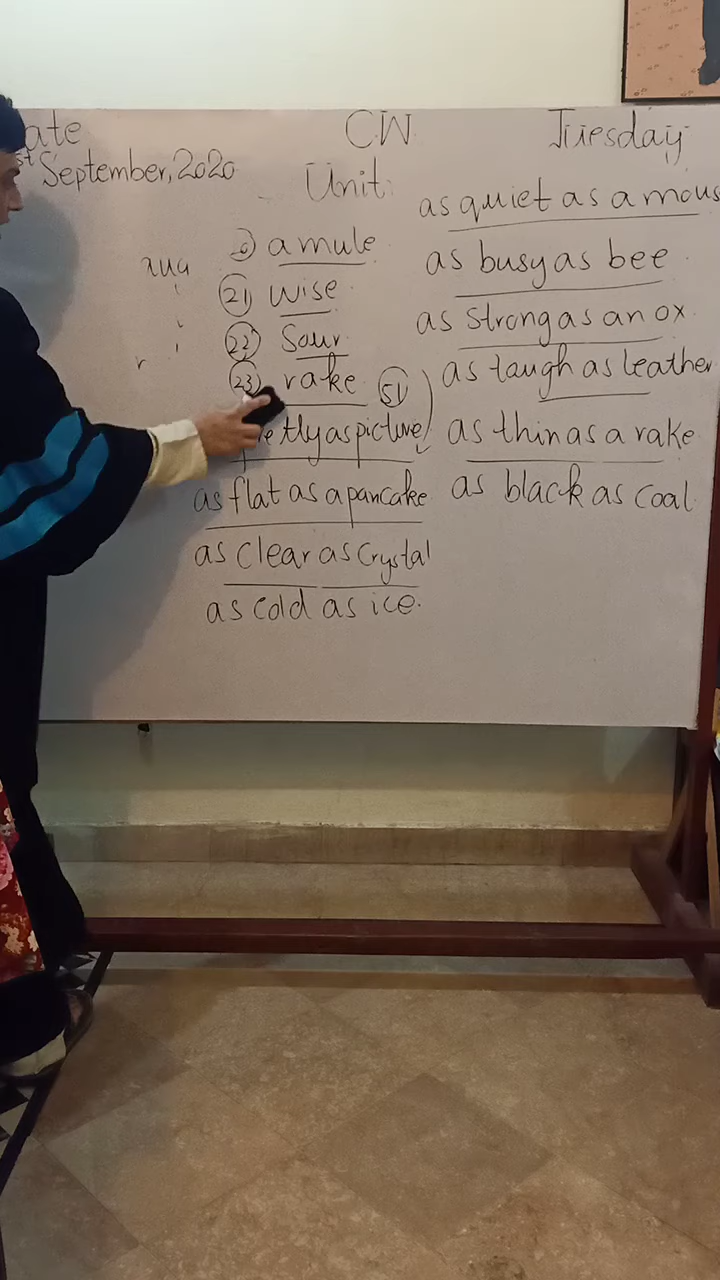 ate
CW
Tuesday
st September, 2020
Unit:
a mule
(21) wise
(22) Sour
(23) rake
(51)
tly as picture
as flat as a pancake
as clear as crystal
as cold as ice.
as quiet as a mous
as busy as bee
as strong as an ox
as taugh as leather
as thin as a rake
as black as coal